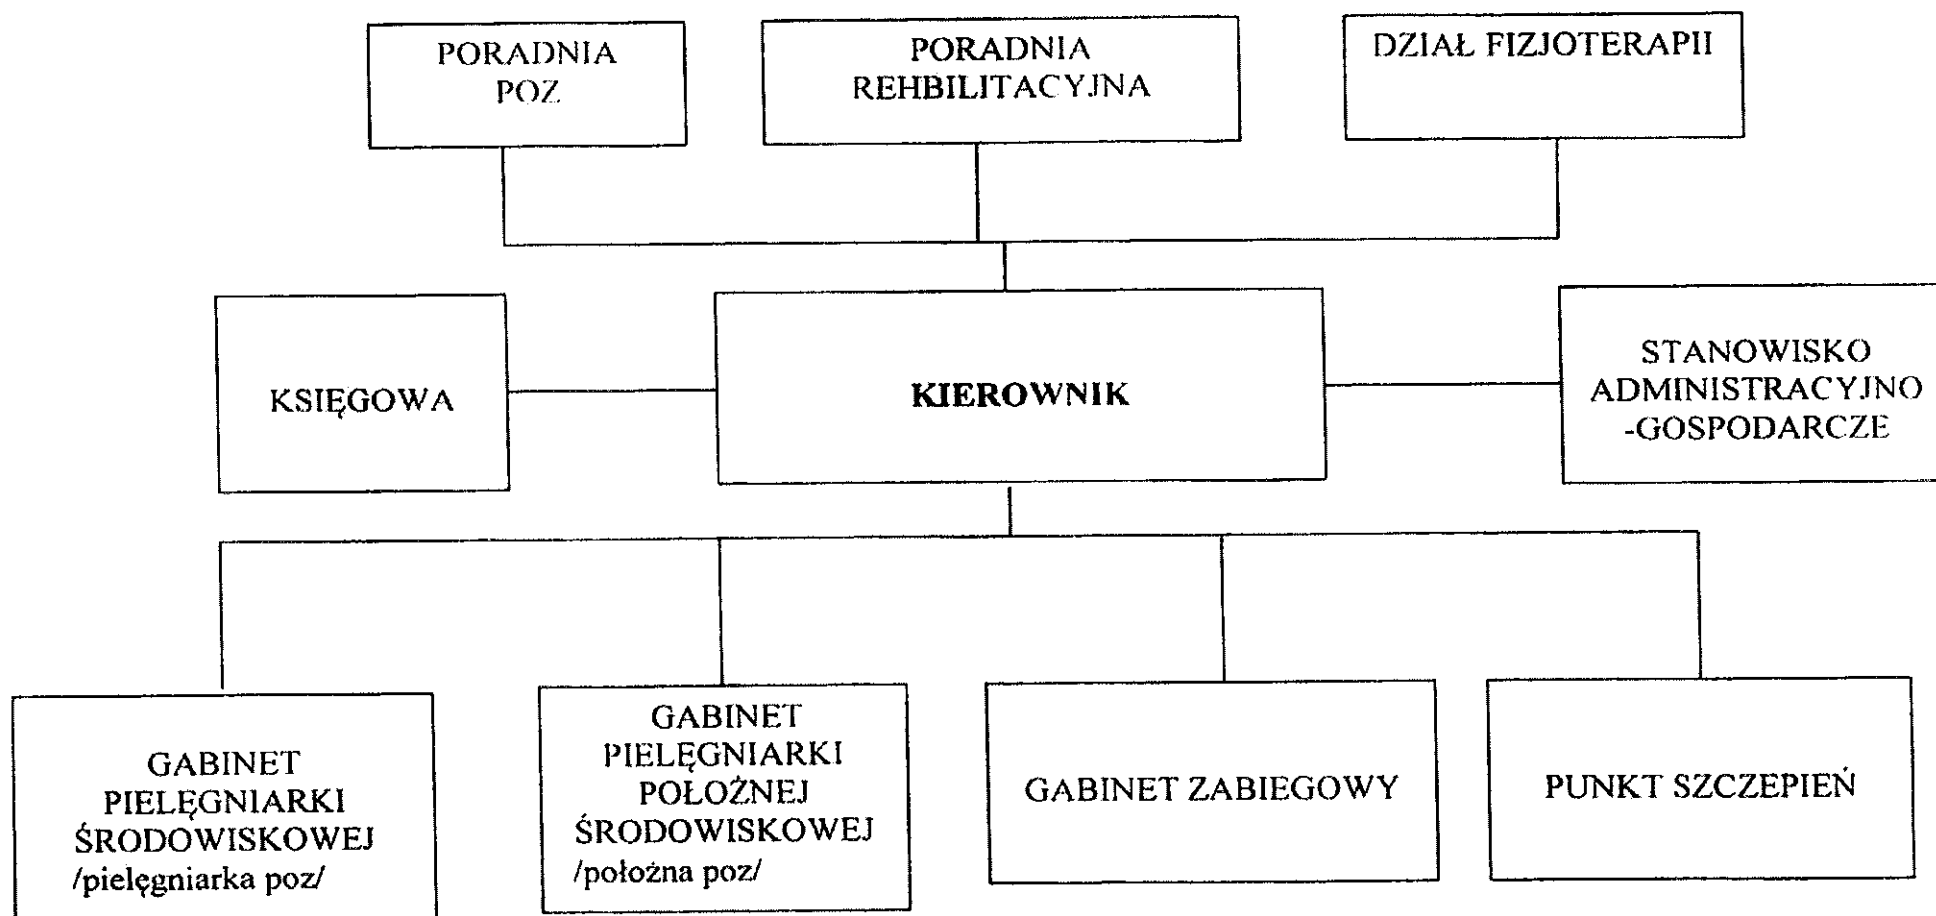 PORADNIA
POZ
PORADNIA
REHBILITACYJNA
DZIAŁ FIZJOTERAPII
KSIĘGOWA
KIEROWNIK
STANOWISKO
ADMINISTRACYJNO
-GOSPODARCZE
GABINET
PIELĘGNIARKI
ŚRODOWISKOWEJ
/pielęgniarka poz/
GABINET
PIELĘGNIARKI
POŁOŻNEJ
ŚRODOWISKOWEJ
/położna poz/
GABINET ZABIEGOWY
PUNKT SZCZEPIEŃ